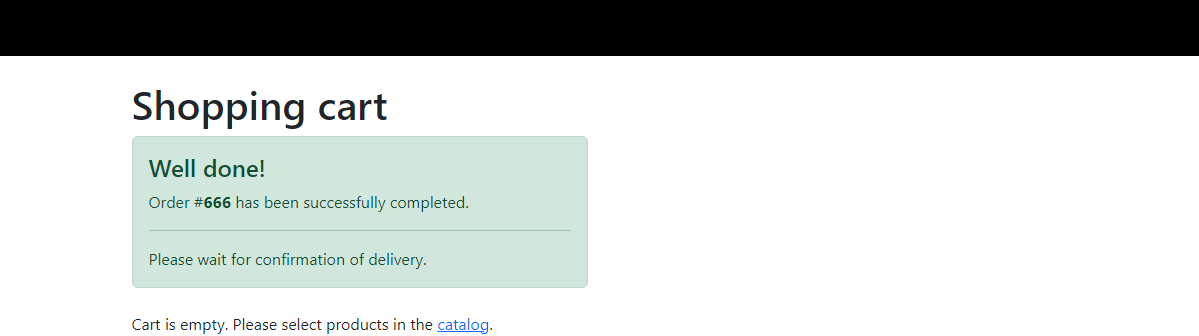 Shopping cart
Well done!
Order #666 has been successfully completed.
Please wait for confirmation of delivery.
Cart is empty. Please select products in the catalog.